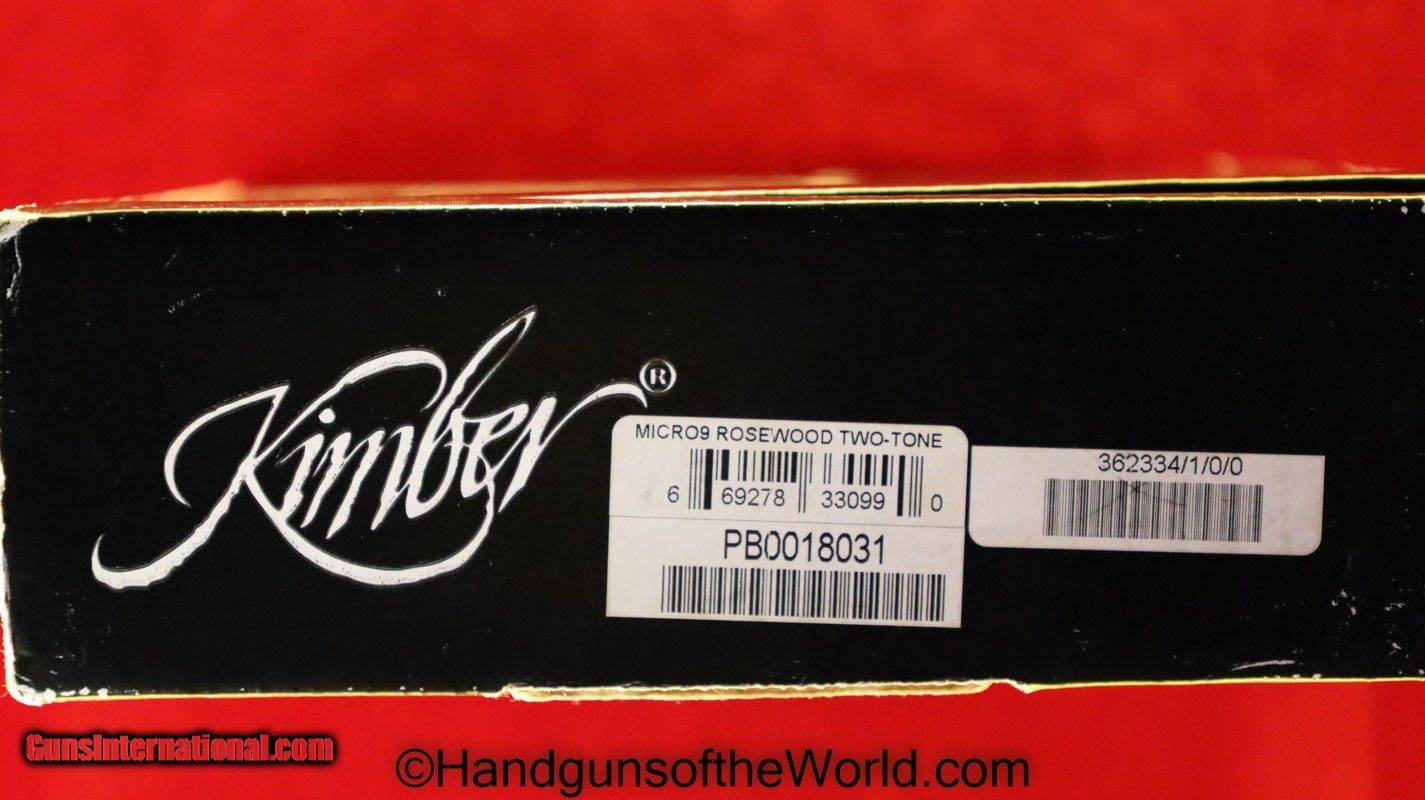 Kimber®
MICRO9 ROSEWOOD TWO-TONE
6 69278 33099 0
PB0018031
362334/1/0/0
GunsInternational.com
©HandgunsoftheWorld.com